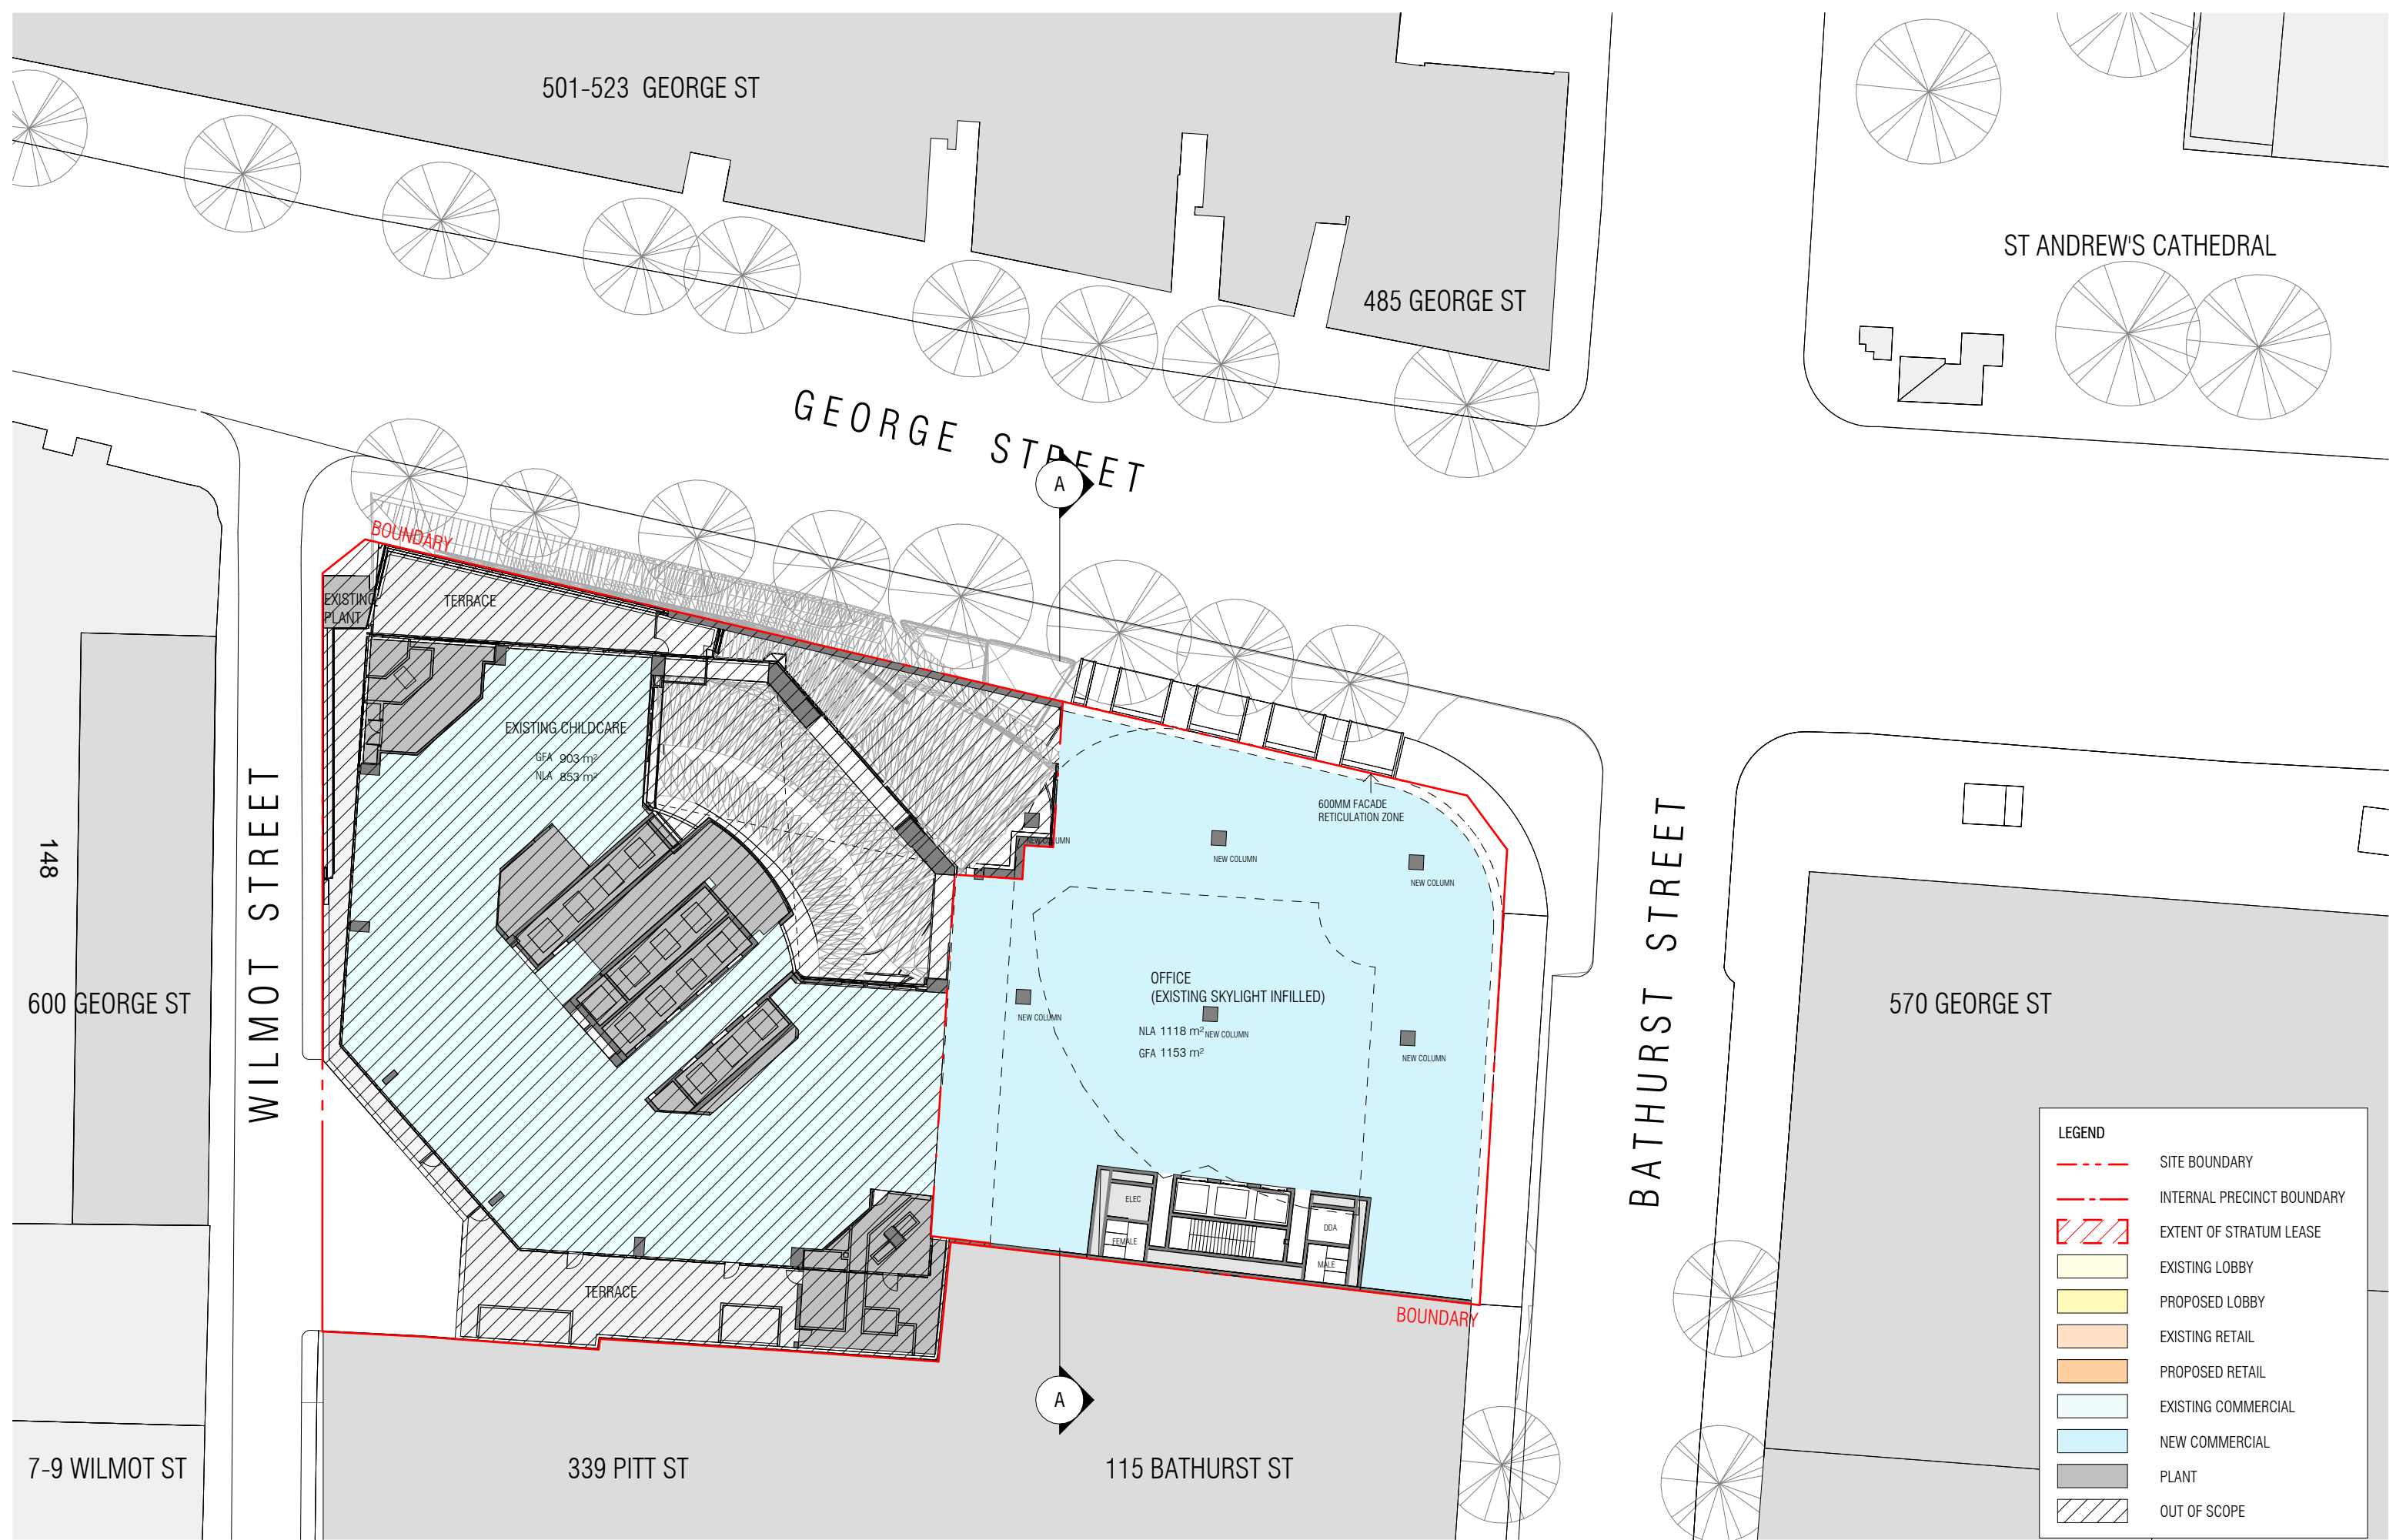 501-523 GEORGE ST
ST ANDREW'S CATHEDRAL
485 GEORGE ST
GEORGE STREET
A
BOUNDARY
EXISTING
PLANT
TERRACE
EXISTING CHILDCARE
GFA 903 m²
NLA 853 m²
600MM FACADE
RETICULATION ZONE
NEW COLUMN
NEW COLUMN
NEW COLUMN
148
WILMOT STREET
BATHURST STREET
600 GEORGE ST
OFFICE
(EXISTING SKYLIGHT INFILLED)
NEW COLUMN
NLA 1118 m²
NEW COLUMN
GFA 1153 m²
NEW COLUMN
570 GEORGE ST
ELEC
FEMALE
DDA
MALE
TERRACE
BOUNDARY
A
7-9 WILMOT ST
339 PITT ST
115 BATHURST ST
LEGEND
SITE BOUNDARY
INTERNAL PRECINCT BOUNDARY
EXTENT OF STRATUM LEASE
EXISTING LOBBY
PROPOSED LOBBY
EXISTING RETAIL
PROPOSED RETAIL
EXISTING COMMERCIAL
NEW COMMERCIAL
PLANT
OUT OF SCOPE